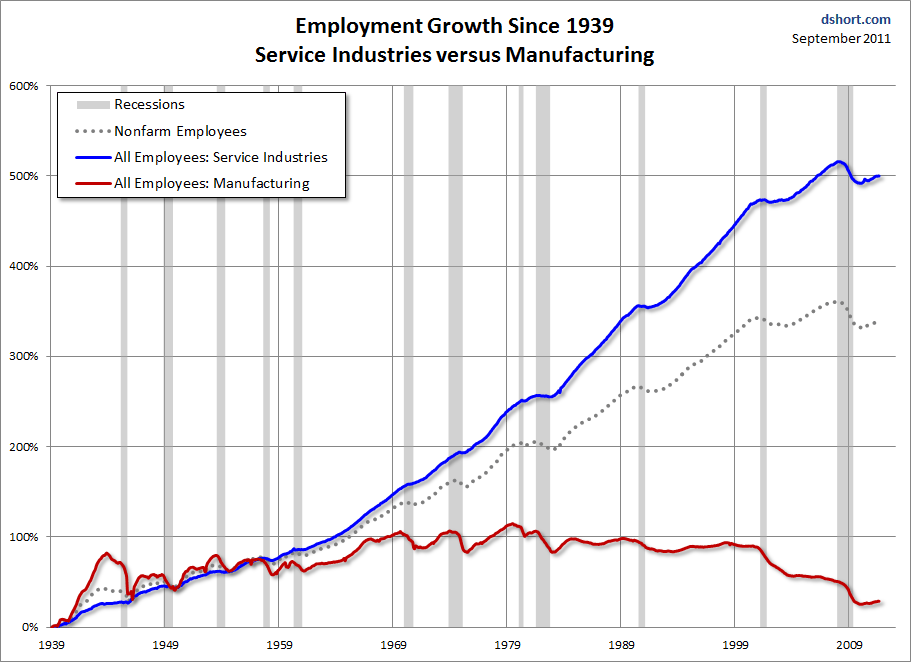 Employment Growth Since 1939
Service Industries versus Manufacturing
dshort.com
September 2011
600%
500%
400%
300%
200%
100%
0%
Recessions
Nonfarm Employees
All Employees: Service Industries
All Employees: Manufacturing
1939
1949
1959
1969
1979
1989
1999
2009